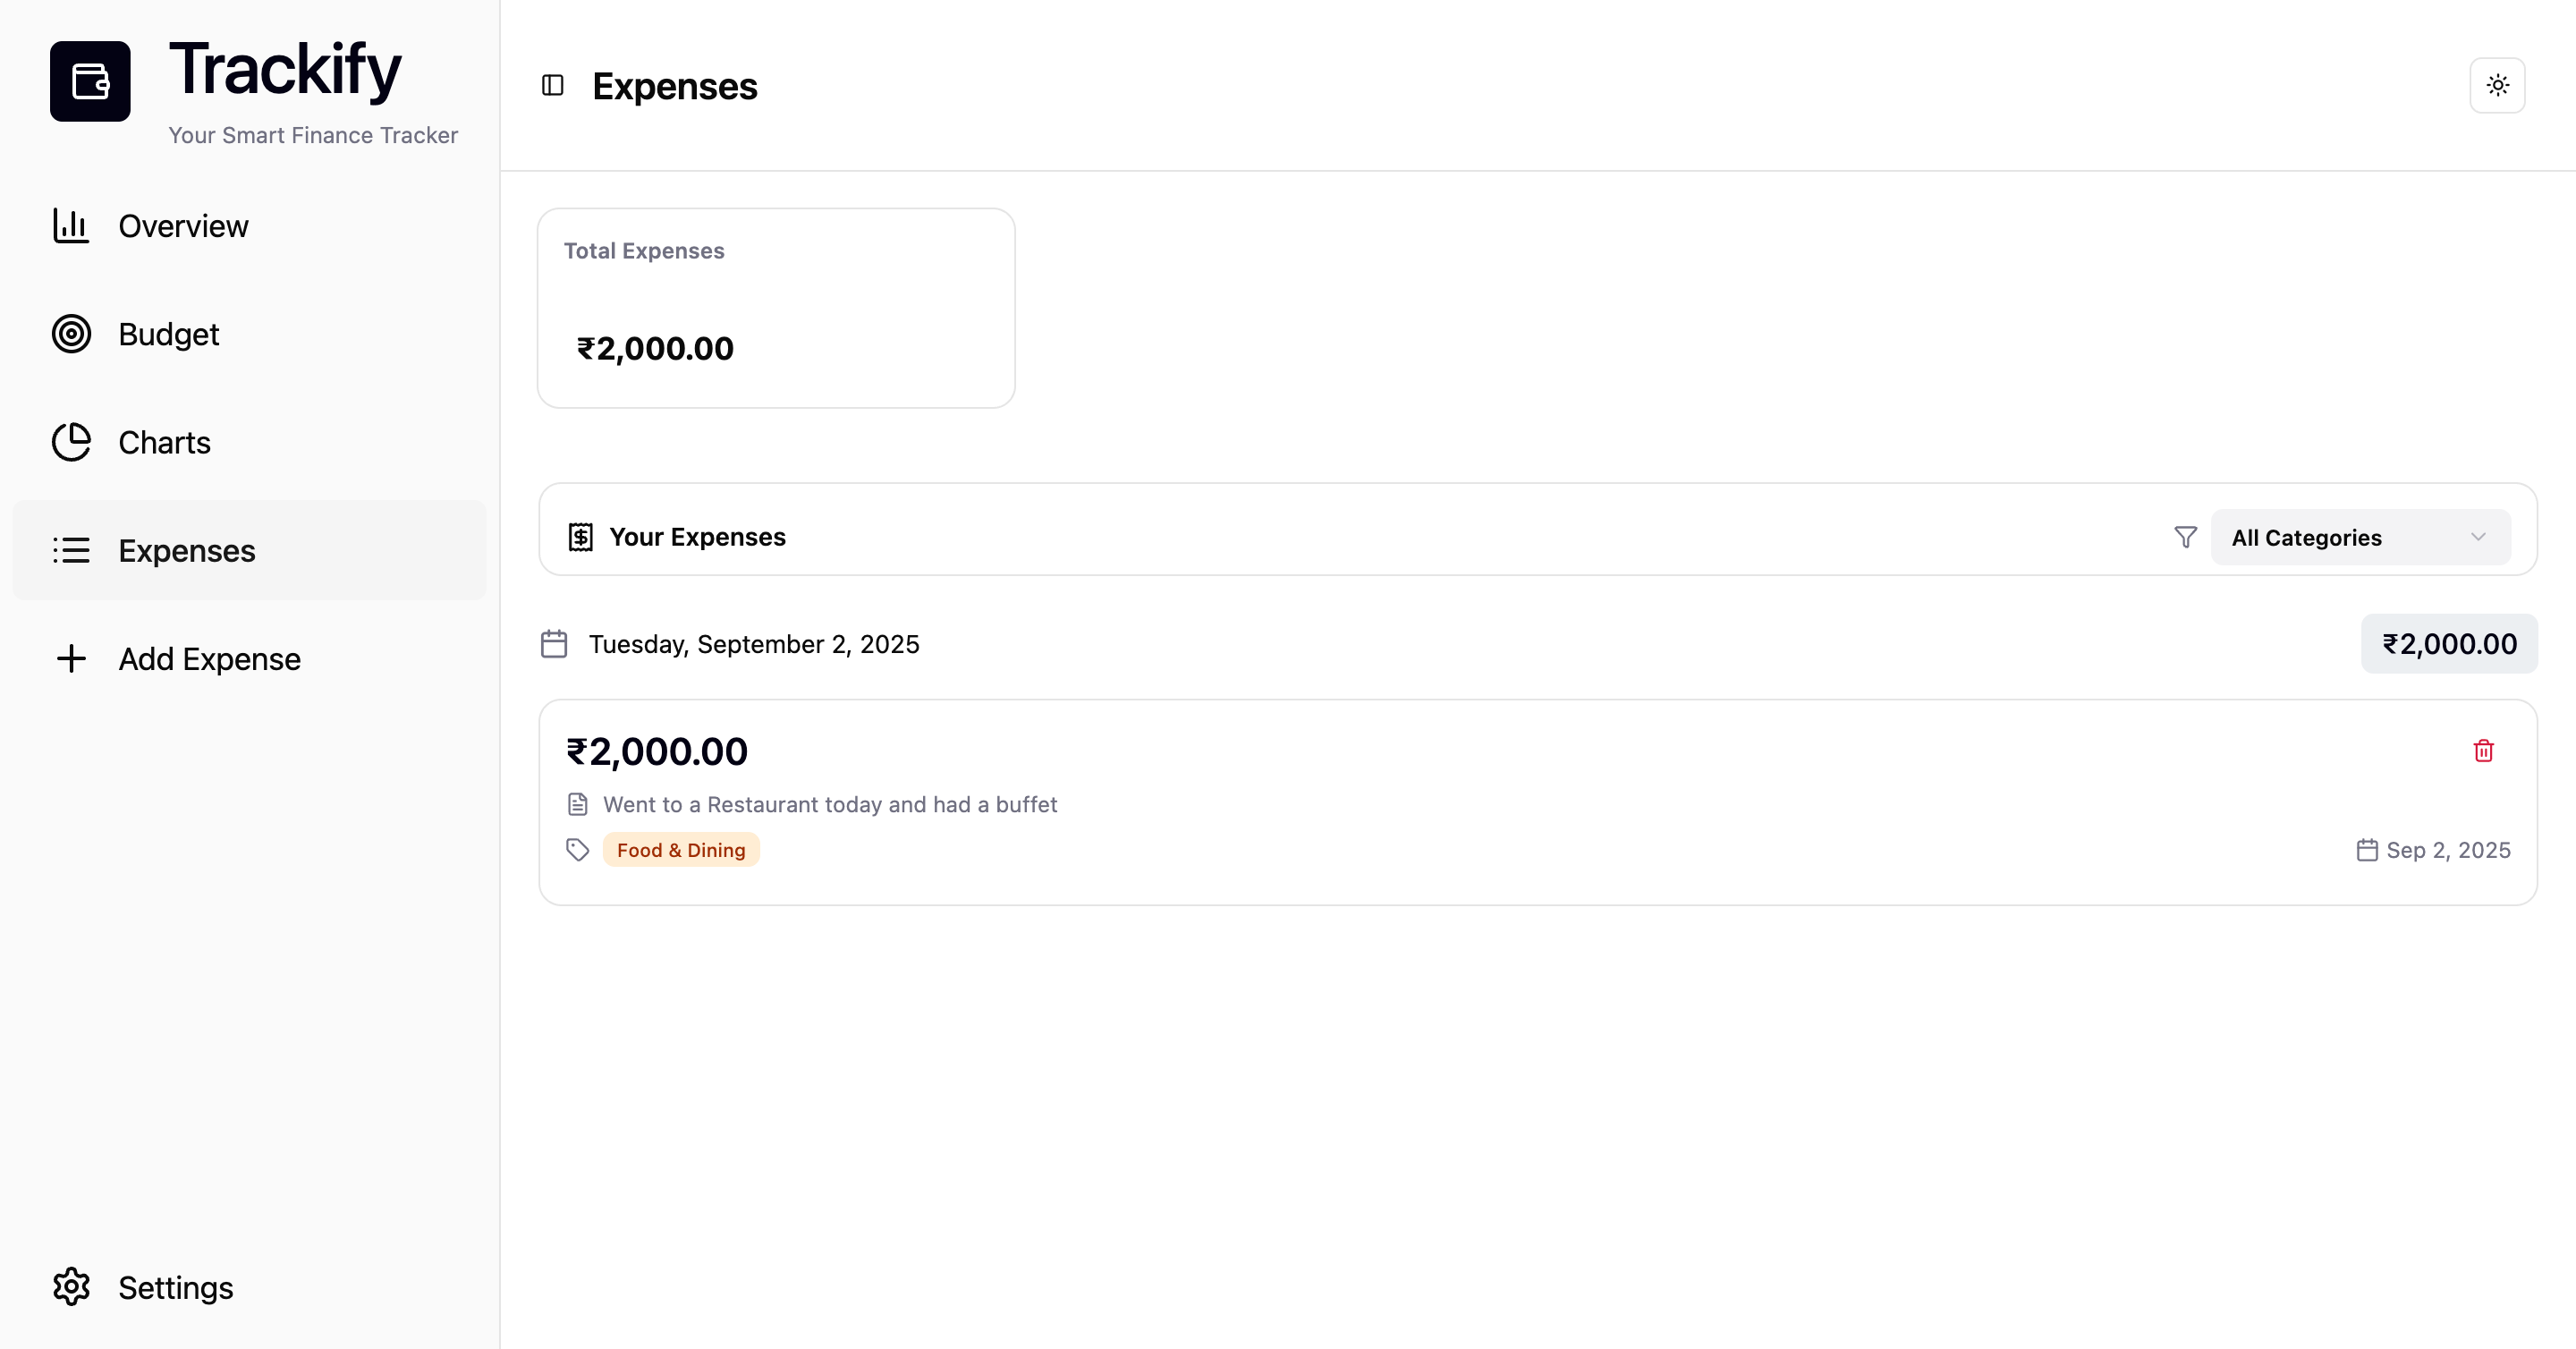 Trackify
Your Smart Finance Tracker
Overview
Budget
Charts
Expenses
Add Expense
Settings
Expenses
Total Expenses
₹2,000.00
Your Expenses
All Categories
Tuesday, September 2, 2025
₹2,000.00
₹2,000.00
Went to a Restaurant today and had a buffet
Food & Dining
Sep 2, 2025